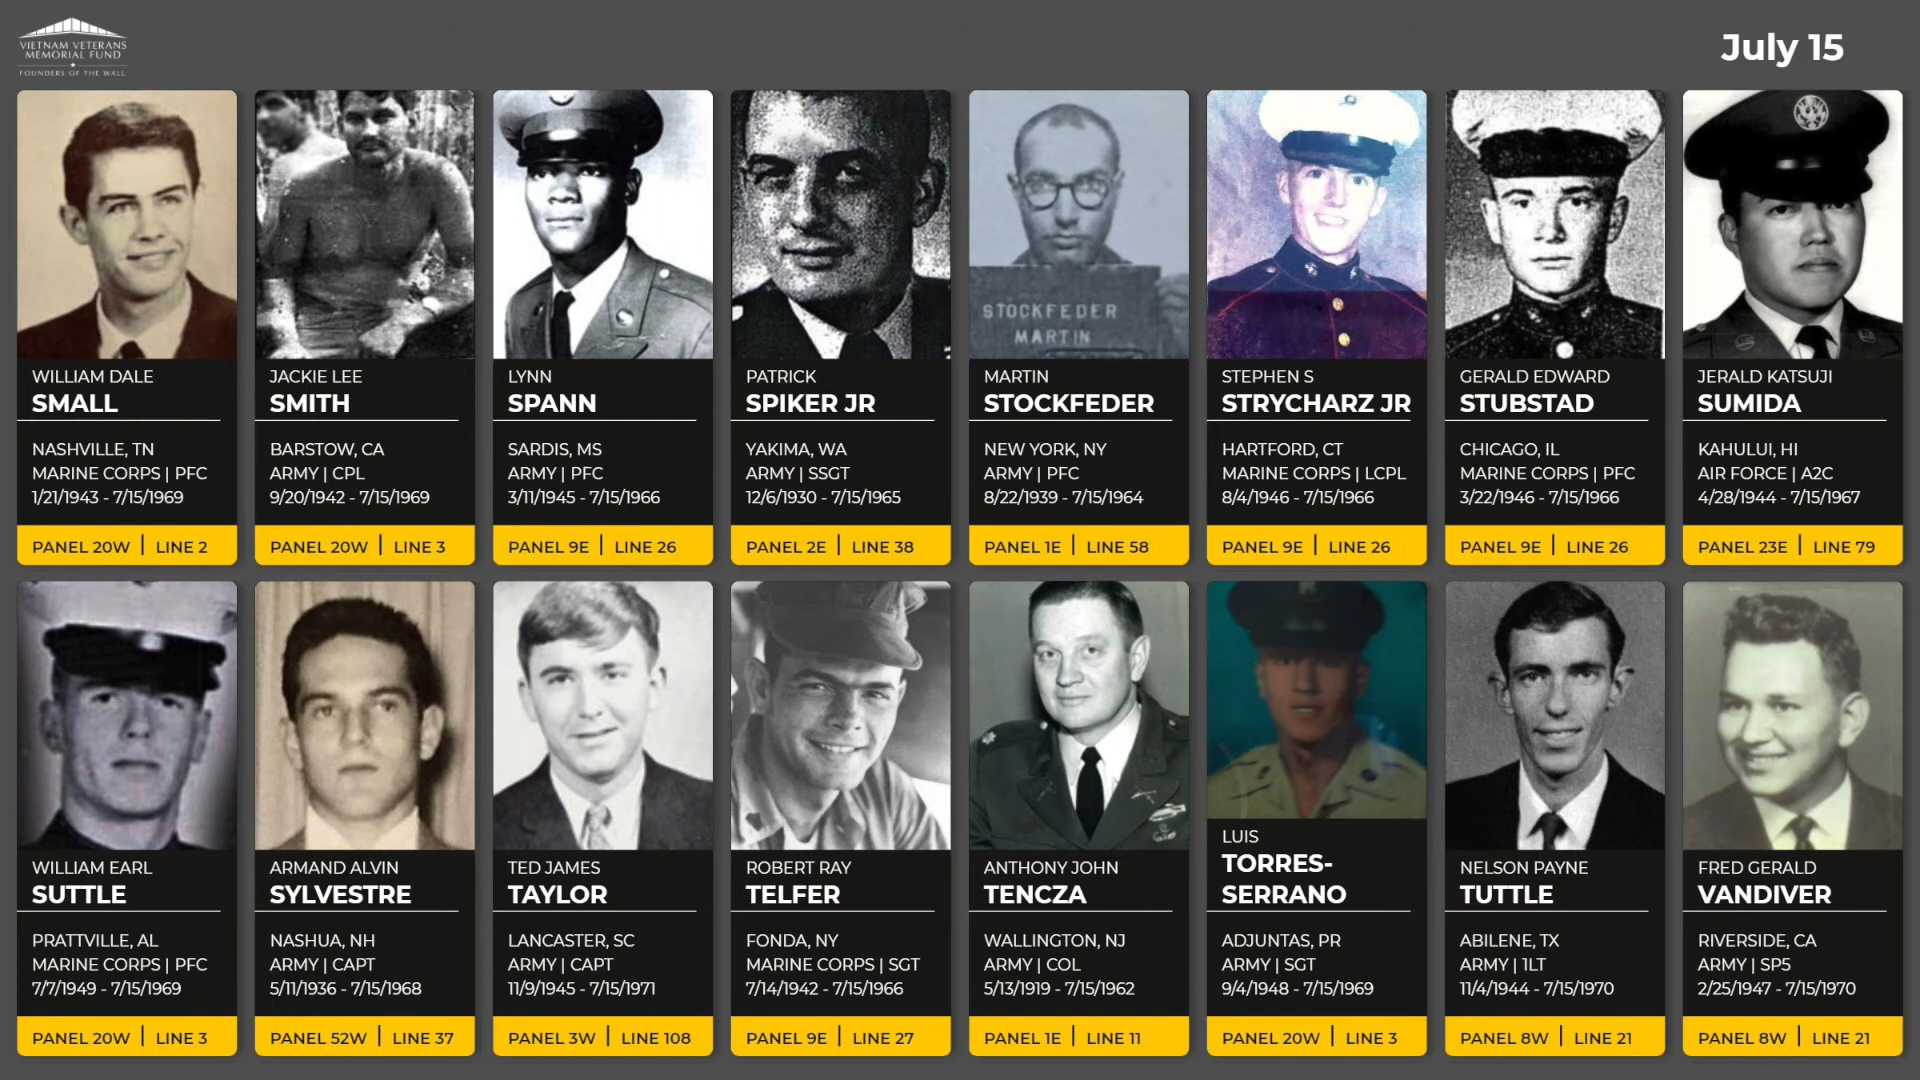 VIETNAM VETERANS
MEMORIAL FUND
FOUNDERS OF THE WALL
July 15
STOCKFEDER
MARTIN
WILLIAM DALE
SMALL
NASHVILLE, TN
MARINE CORPS | PFC
1/21/1943 - 7/15/1969
PANEL 20W | LINE 2
JACKIE LEE
SMITH
BARSTOW, CA
ARMY | CPL
9/20/1942 - 7/15/1969
PANEL 20W | LINE 3
LYNN
SPANN
SARDIS, MS
ARMY | PFC
3/11/1945 - 7/15/1966
PANEL 9E | LINE 26
PATRICK
SPIKER JR
YAKIMA, WA
ARMY | SSGT
12/6/1930 - 7/15/1965
PANEL 2E | LINE 38
MARTIN
STOCKFEDER
NEW YORK, NY
ARMY | PFC
8/22/1939 - 7/15/1964
PANEL 1E | LINE 58
STEPHEN S
STRYCHARZ JR
HARTFORD, CT
MARINE CORPS | LCPL
8/4/1946 - 7/15/1966
PANEL 9E | LINE 26
GERALD EDWARD
STUBSTAD
CHICAGO, IL
MARINE CORPS | PFC
3/22/1946 - 7/15/1966
PANEL 9E | LINE 26
JERALD KATSUJI
SUMIDA
KAHULUI, HI
AIR FORCE | A2C
4/28/1944 - 7/15/1967
PANEL 23E | LINE 79
WILLIAM EARL
SUTTLE
PRATTVILLE, AL
MARINE CORPS | PFC
7/7/1949 - 7/15/1969
PANEL 20W | LINE 3
ARMAND ALVIN
SYLVESTRE
NASHUA, NH
ARMY | CAPT
5/11/1936 - 7/15/1968
PANEL 52W | LINE 37
TED JAMES
TAYLOR
LANCASTER, SC
ARMY | CAPT
11/9/1945 - 7/15/1971
PANEL 3W | LINE 108
ROBERT RAY
TELFER
FONDA, NY
MARINE CORPS | SGT
7/14/1942 - 7/15/1966
PANEL 9E | LINE 27
ANTHONY JOHN
TENCZA
WALLINGTON, NJ
ARMY | COL
5/13/1919 - 7/15/1962
PANEL 1E | LINE 11
LUIS
TORRES-
SERRANO
ADJUNTAS, PR
ARMY | SGT
9/4/1948 - 7/15/1969
PANEL 20W | LINE 3
NELSON PAYNE
TUTTLE
ABILENE, TX
ARMY | 1LT
11/4/1944 - 7/15/1970
PANEL 8W | LINE 21
FRED GERALD
VANDIVER
RIVERSIDE, CA
ARMY | SP5
2/25/1947 - 7/15/1970
PANEL 8W | LINE 21